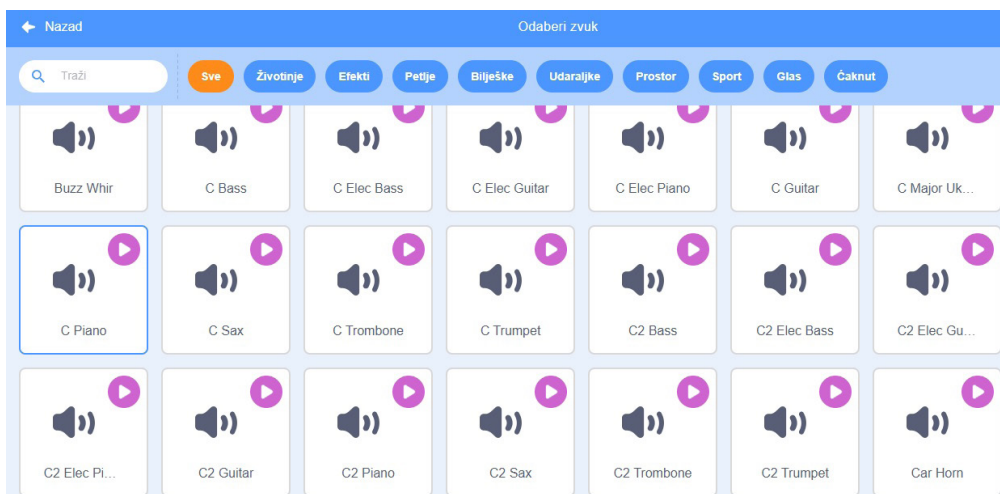 Nazad
Odaberi zvuk
Traži
Sve
Životinje
Efekti
Petlje
Bilješke
Udaraljke
Prostor
Sport
Glas
Čaknut
Buzz Whir
C Bass
C Elec Bass
C Elec Guitar
C Elec Piano
C Guitar
C Major Uk...
C Piano
C Sax
C Trombone
C Trumpet
C2 Bass
C2 Elec Bass
C2 Elec Gu...
C2 Elec Pi...
C2 Guitar
C2 Piano
C2 Sax
C2 Trombone
C2 Trumpet
Car Horn